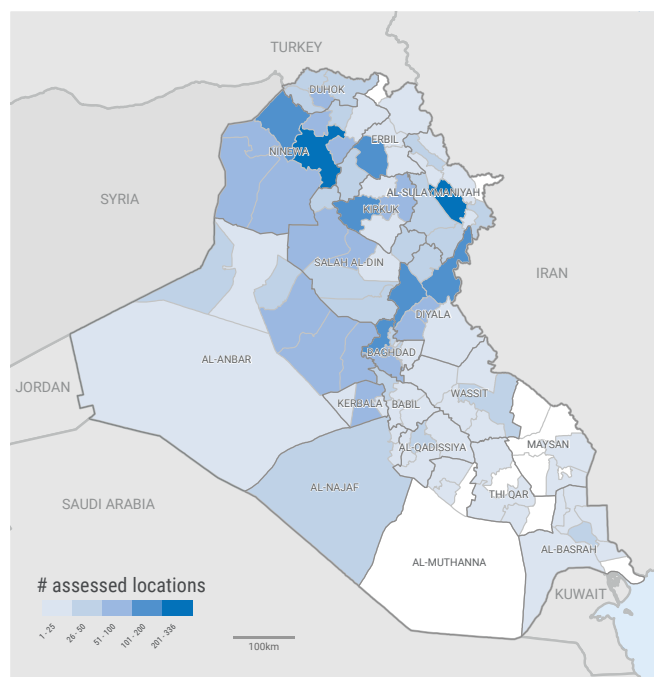 TURKEY
DUHOK
ERBIL
NINEWA
AL-SULAYMANIYAH
SYRIA
KIRKUK
SALAH AL-DIN
IRAN
DIYALA
BAGHDAD
AL-ANBAR
JORDAN
WASSIT
KERBALA
BABIL
AL-QADISSIYA
MAYSAN
AL-NAJAF
THI QAR
SAUDI ARABIA
AL-BASRAH
AL-MUTHANNA
# assessed locations
KUWAIT
1 - 25
26 - 50
51 - 100
101 - 200
201 - 336
100km